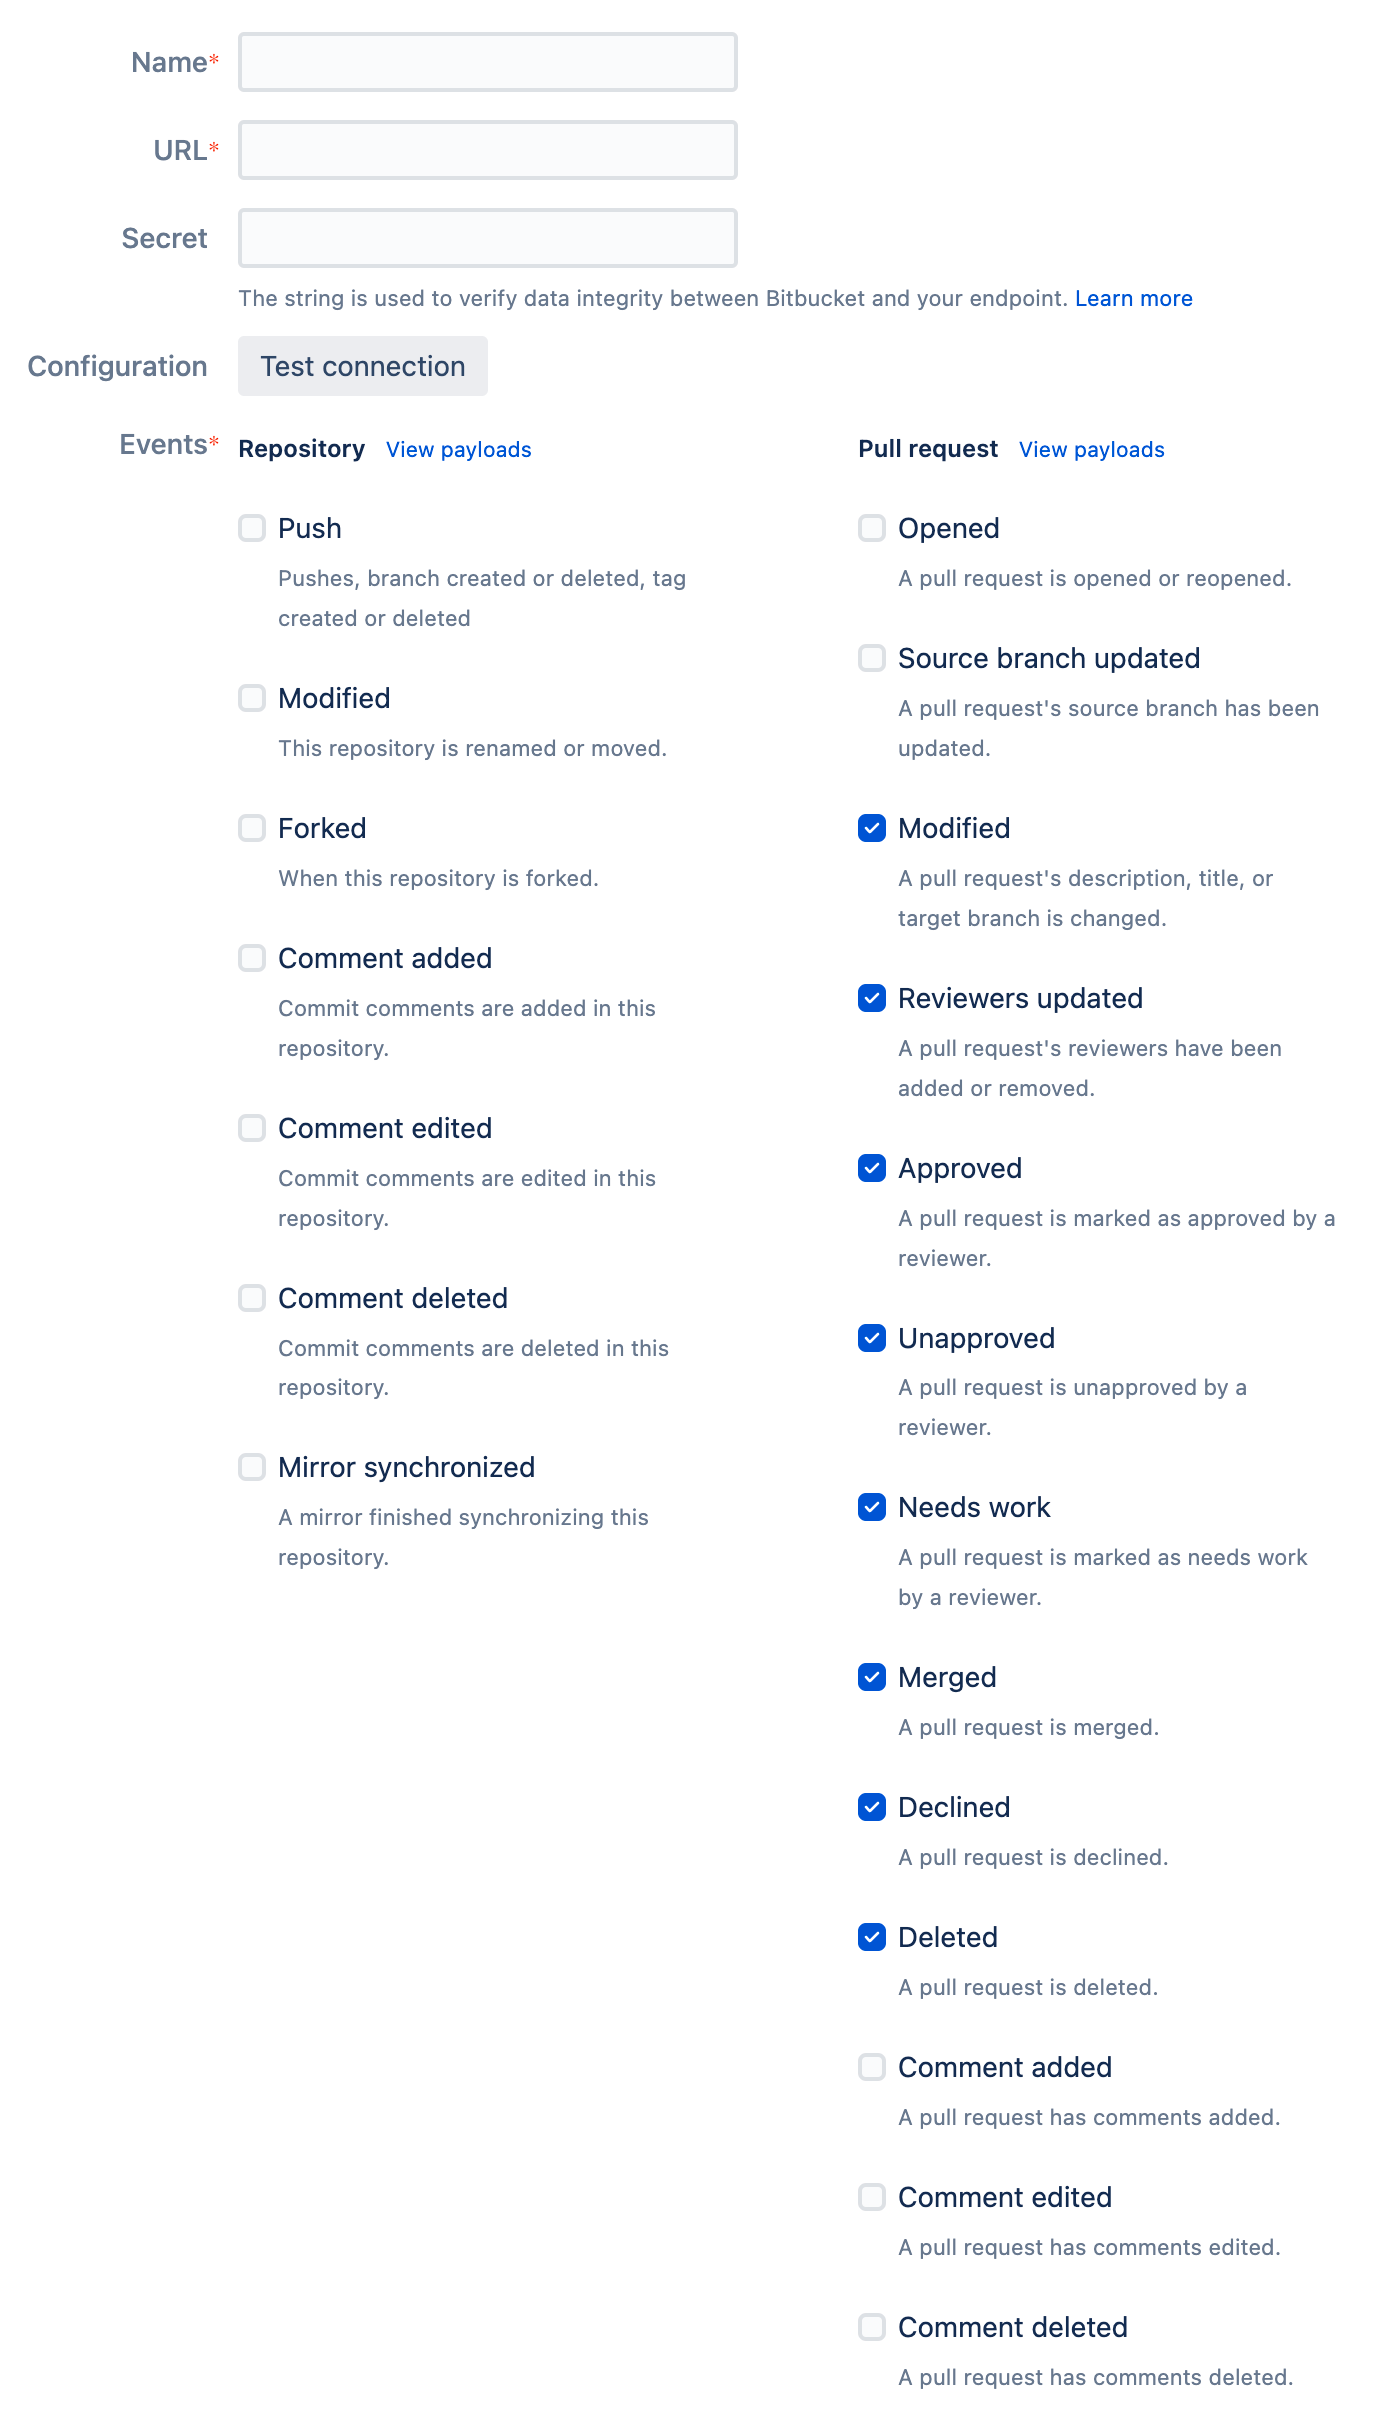 Name*
URL*
Secret
The string is used to verify data integrity between Bitbucket and your endpoint. Learn more
Configuration
Test connection
Events*
Repository View payloads
Push
Pushes, branch created or deleted, tag
created or deleted
Modified
This repository is renamed or moved.
Forked
When this repository is forked.
Comment added
Commit comments are added in this
repository.
Comment edited
Commit comments are edited in this
repository.
Comment deleted
Commit comments are deleted in this
repository.
Mirror synchronized
A mirror finished synchronizing this
repository.
Pull request View payloads
Opened
A pull request is opened or reopened.
Source branch updated
A pull request's source branch has been
updated.
Modified
A pull request's description, title, or
target branch is changed.
Reviewers updated
A pull request's reviewers have been
added or removed.
Approved
A pull request is marked as approved by a
reviewer.
Unapproved
A pull request is unapproved by a
reviewer.
Needs work
A pull request is marked as needs work
by a reviewer.
Merged
A pull request is merged.
Declined
A pull request is declined.
Deleted
A pull request is deleted.
Comment added
A pull request has comments added.
Comment edited
A pull request has comments edited.
Comment deleted
A pull request has comments deleted.